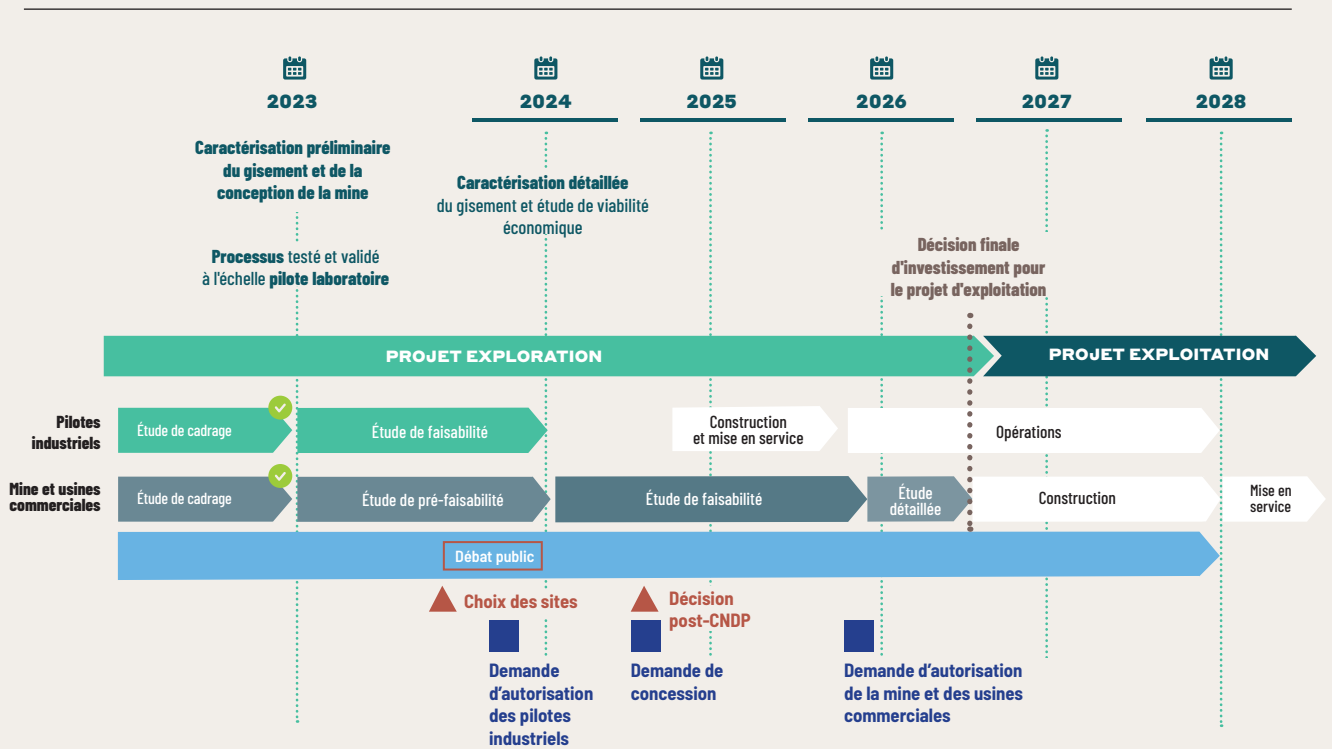 2023
2024
2025
2026
2027
2028
Caractérisation préliminaire
du gisement et de la
conception de la mine
Processus testé et validé
à l'échelle pilote laboratoire
Caractérisation détaillée
du gisement et étude de viabilité
économique
Décision finale
d'investissement pour
le projet d'exploitation
PROJET EXPLORATION
PROJET EXPLOITATION
Pilotes
industriels
Étude de cadrage
Étude de faisabilité
Construction
et mise en service
Opérations
Mine et usines
commerciales
Étude de cadrage
Étude de pré-faisabilité
Étude de faisabilité
Étude
détaillée
Construction
Mise en
service
Débat public
Choix des sites
Décision
post-CNDP
Demande
d’autorisation
des pilotes
industriels
Demande de
concession
Demande d’autorisation
de la mine et des usines
commerciales